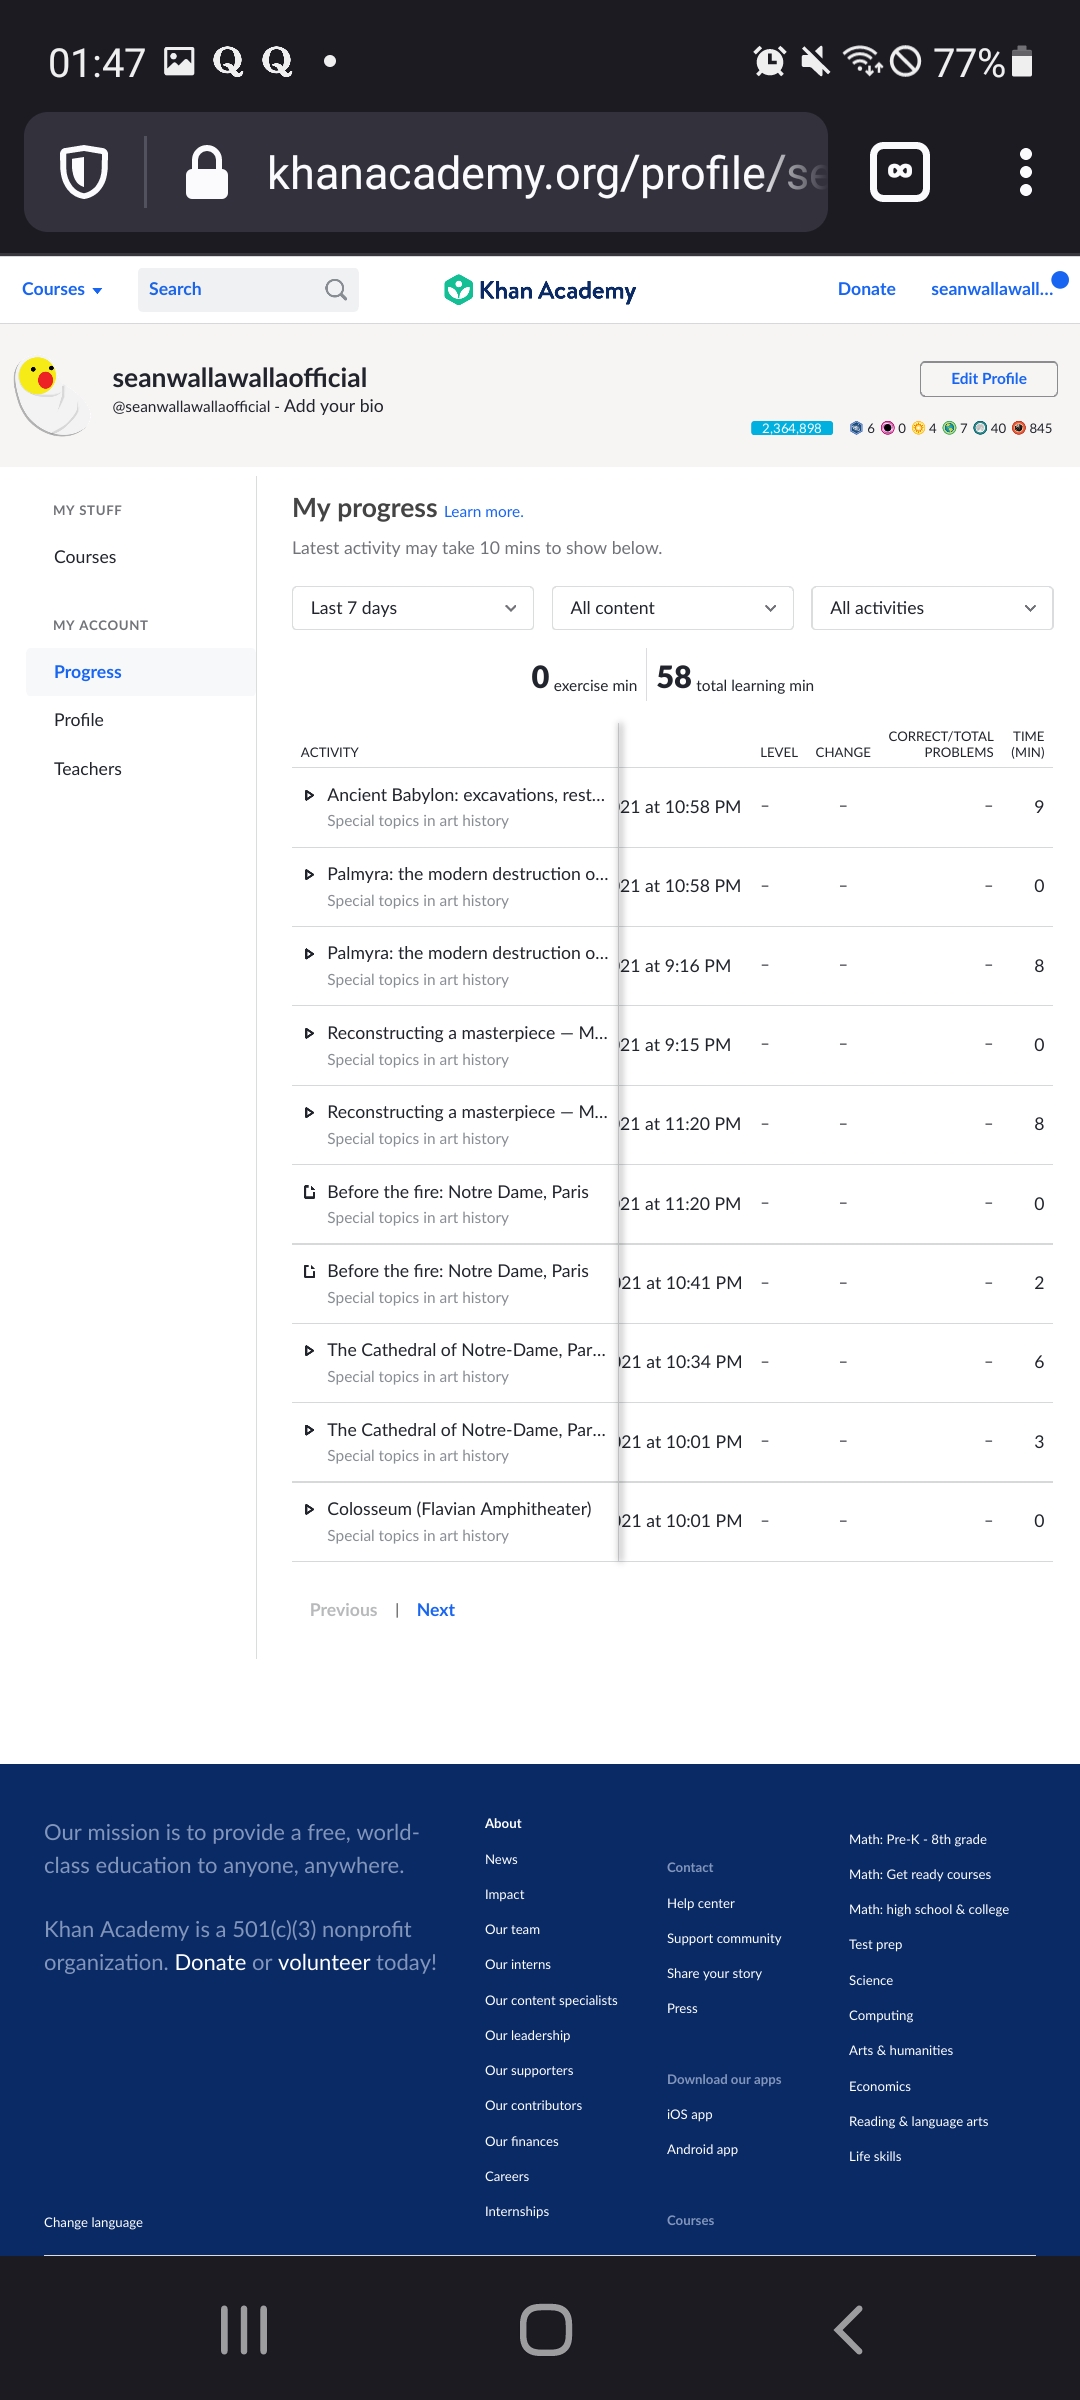 01:47
77%
khanacademy.org/profile/se
Courses
Search
Khan Academy
Donate
seanwallawall...
seanwallawallaofficial
@seanwallawallaofficial - Add your bio
Edit Profile
2,364,898 6 0 4 7 40 845
MY STUFF
Courses
MY ACCOUNT
Progress
Profile
Teachers
My progress Learn more.
Latest activity may take 10 mins to show below.
Last 7 days
All content
All activities
0 exercise min
58 total learning min
ACTIVITY LEVEL CHANGE CORRECT/TOTAL PROBLEMS TIME (MIN)
Ancient Babylon: excavations, rest... 21 at 10:58 PM – – – 9
Special topics in art history
Palmyra: the modern destruction o... 21 at 10:58 PM – – – 0
Special topics in art history
Palmyra: the modern destruction o... 21 at 9:16 PM – – – 8
Special topics in art history
Reconstructing a masterpiece — M... 21 at 9:15 PM – – – 0
Special topics in art history
Reconstructing a masterpiece — M... 21 at 11:20 PM – – – 8
Special topics in art history
Before the fire: Notre Dame, Paris 21 at 11:20 PM – – – 0
Special topics in art history
Before the fire: Notre Dame, Paris 21 at 10:41 PM – – – 2
Special topics in art history
The Cathedral of Notre-Dame, Par... 21 at 10:34 PM – – – 6
Special topics in art history
The Cathedral of Notre-Dame, Par... 21 at 10:01 PM – – – 3
Special topics in art history
Colosseum (Flavian Amphitheater) 21 at 10:01 PM – – – 0
Special topics in art history
Previous | Next
Our mission is to provide a free, world-
class education to anyone, anywhere.
Khan Academy is a 501(c)(3) nonprofit
organization. Donate or volunteer today!
Change language
About
News
Impact
Our team
Our interns
Our content specialists
Our leadership
Our supporters
Our contributors
Our finances
Careers
Internships
Contact
Help center
Support community
Share your story
Press
Download our apps
iOS app
Android app
Courses
Math: Pre-K - 8th grade
Math: Get ready courses
Math: high school & college
Test prep
Science
Computing
Arts & humanities
Economics
Reading & language arts
Life skills